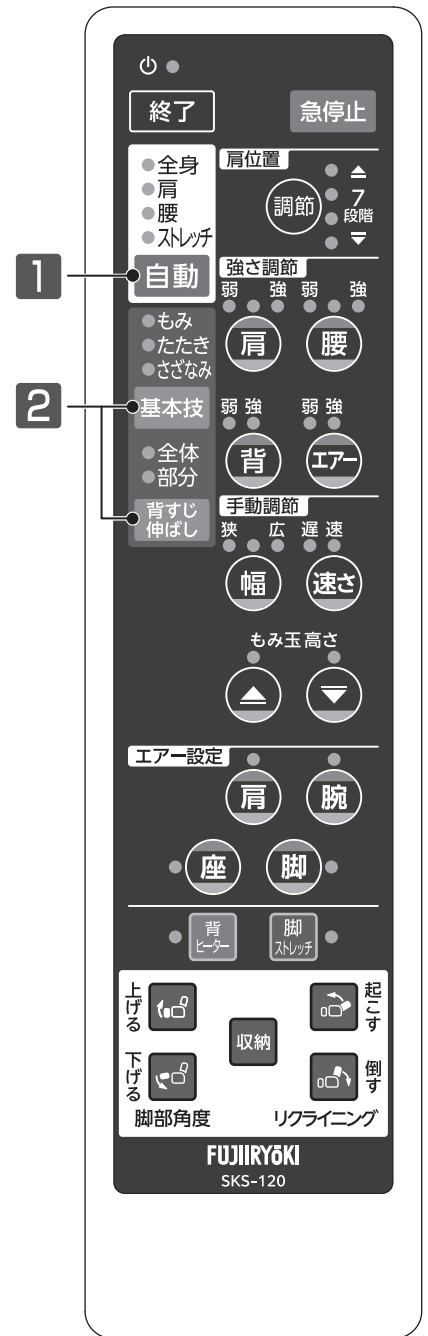 終了
急停止
全身
肩
腰
ストレッチ
1 自動
肩位置
調節
7
段階
強さ調節
弱 強 弱 強
肩 腰
もみ
たたき
さざなみ
2 基本技
弱 強 弱 強
背 エアー
全体
部分
背すじ
伸ばし
手動調節
狭 広 遅 速
幅 速さ
もみ玉高さ
エアー設定
肩 腕
座 脚
背
ヒーター
脚
ストレッチ
上げる
下げる
脚部角度
収納
起こす
倒す
リクライニング
FUJIIRYōKI
SKS-120